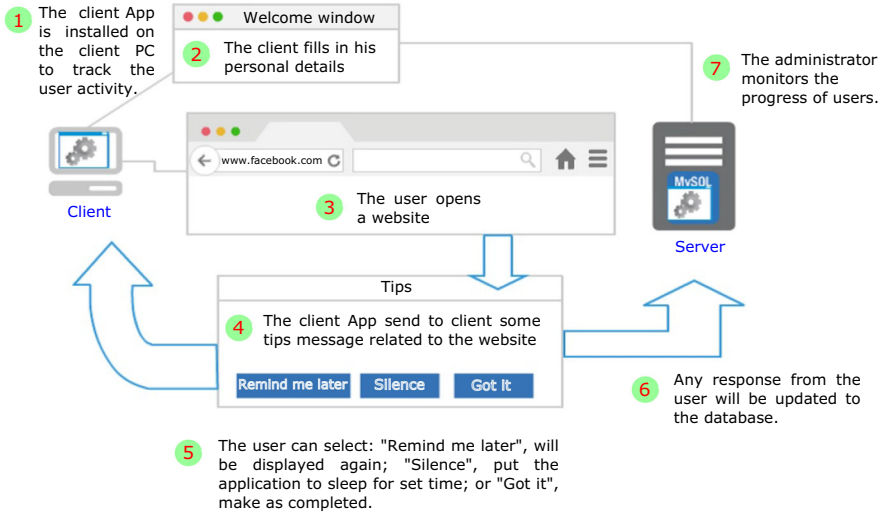 1
The client App
is installed on
the client PC
to track the
user activity.
Welcome window
2
The client fills in his
personal details
7
The administrator
monitors the
progress of users.
www.facebook.com
3
The user opens
a website
Client
MySQL
Server
Tips
4
The client App send to client some
tips message related to the website
Remind me later
Silence
Got It
6
Any response from the
user will be updated to
the database.
5
The user can select: "Remind me later", will
be displayed again; "Silence", put the
application to sleep for set time; or "Got it",
make as completed.